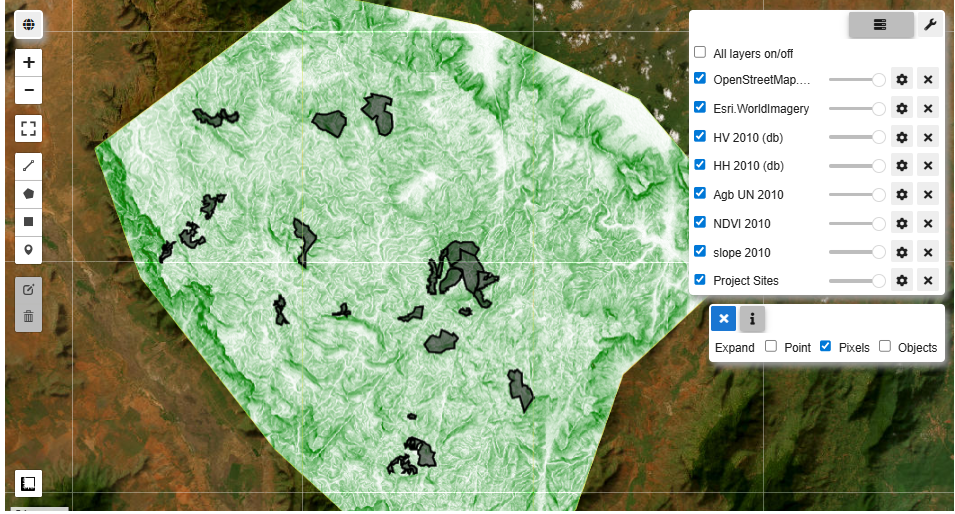 +
All layers on/off
−
OpenStreetMap....
Esri.WorldImagery
HV 2010 (db)
HH 2010 (db)
Agb UN 2010
NDVI 2010
slope 2010
Project Sites
Expand Point Pixels Objects